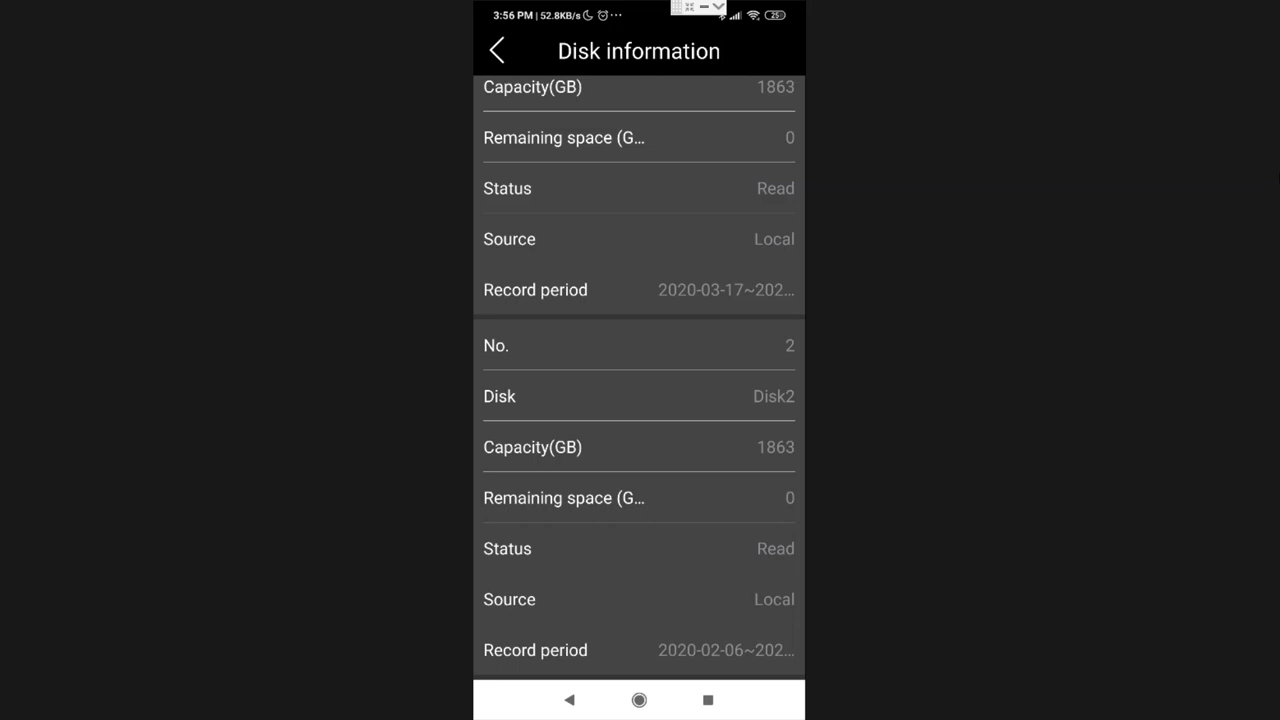 3:56 PM | 52.8KB/s ... 25
Disk information
Capacity(GB) 1863
Remaining space (G... 0
Status Read
Source Local
Record period 2020-03-17~202...
No. 2
Disk Disk2
Capacity(GB) 1863
Remaining space (G... 0
Status Read
Source Local
Record period 2020-02-06~202...